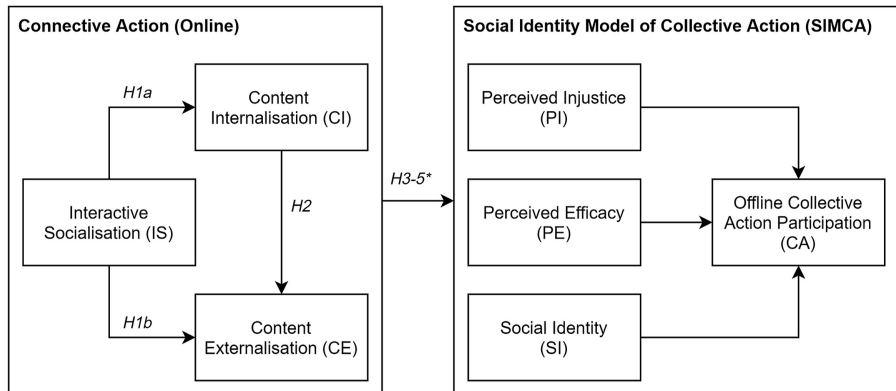 Connective Action (Online)
H1a
Content
Internalisation (CI)
Interactive
Socialisation (IS)
H2
H1b
Content
Externalisation (CE)
H3-5*
Social Identity Model of Collective Action (SIMCA)
Perceived Injustice
(PI)
Perceived Efficacy
(PE)
Offline Collective
Action Participation
(CA)
Social Identity
(SI)